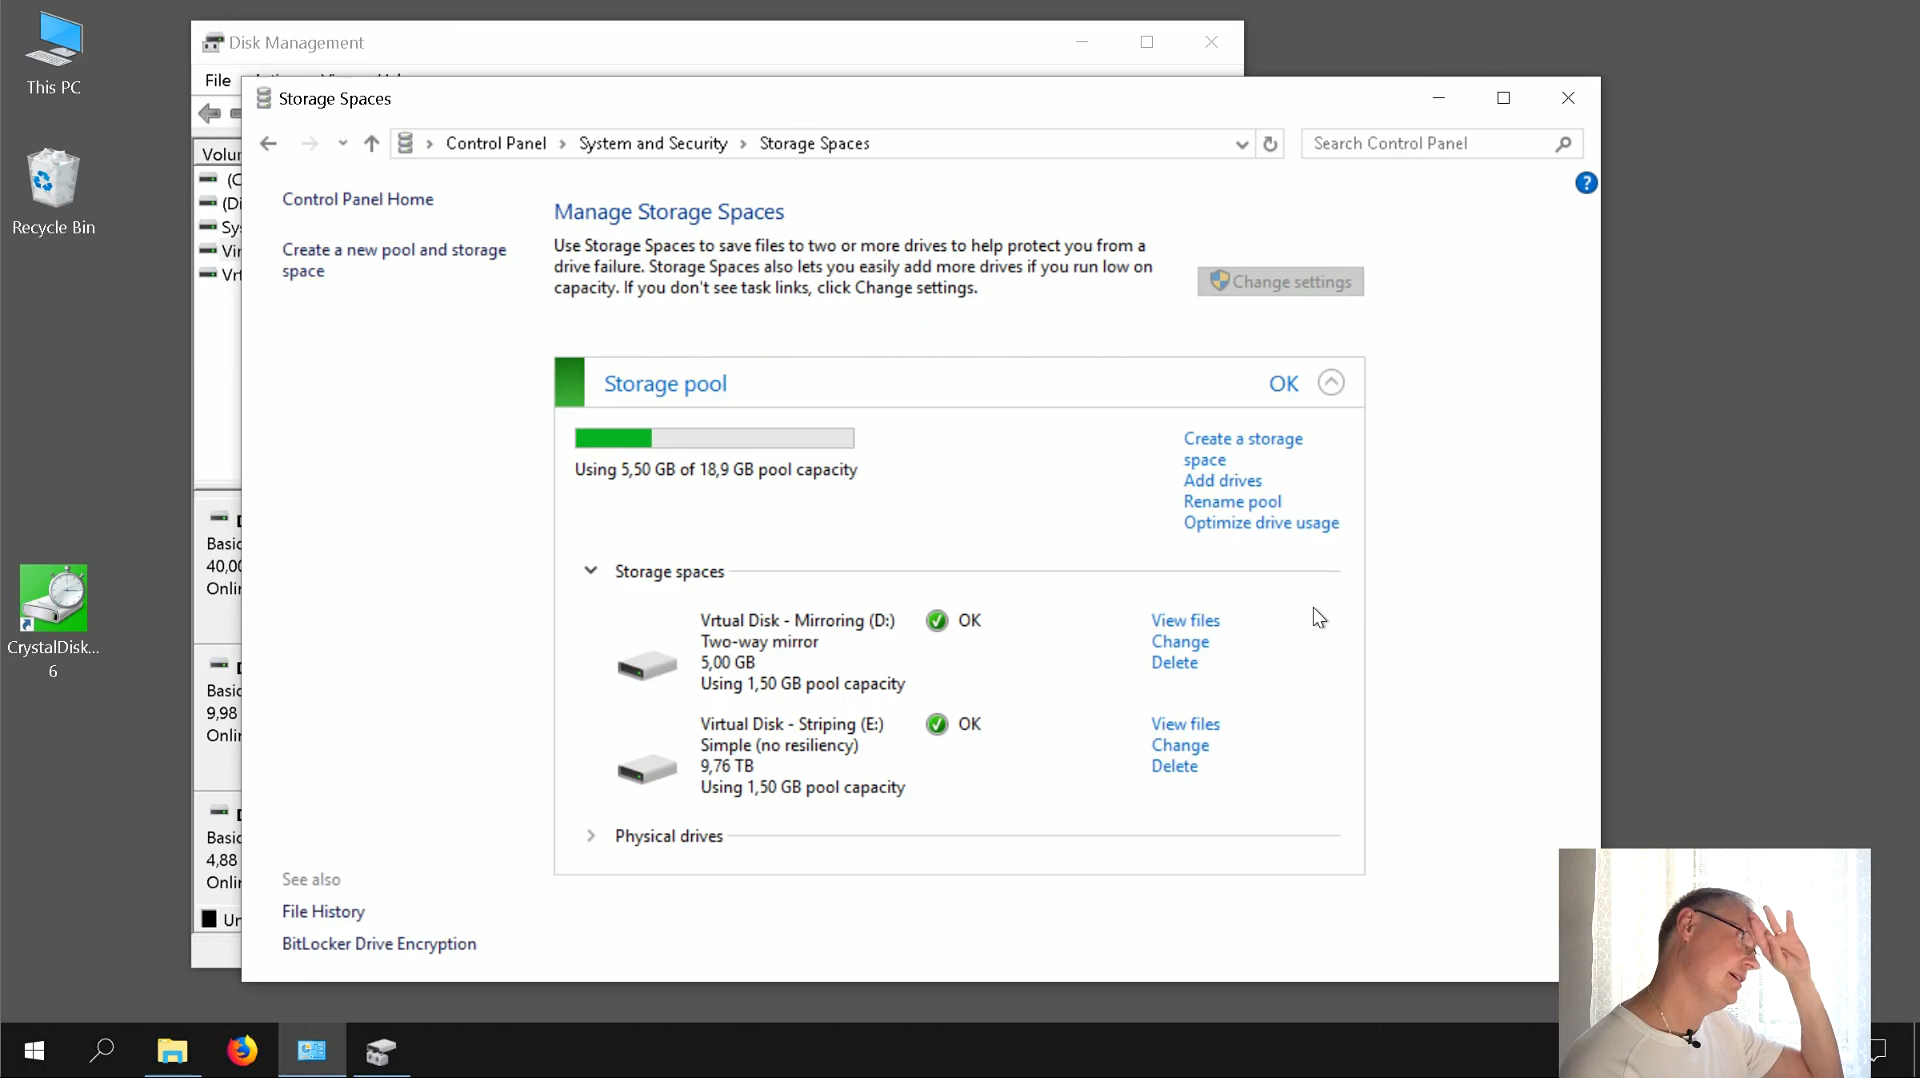 This PC
Recycle Bin
CrystalDisk...
6
Disk Management
File
Storage Spaces
Control Panel
System and Security
Storage Spaces
Search Control Panel
Control Panel Home
Create a new pool and storage
space
See also
File History
BitLocker Drive Encryption
Manage Storage Spaces
Use Storage Spaces to save files to two or more drives to help protect you from a
drive failure. Storage Spaces also lets you easily add more drives if you run low on
capacity. If you don't see task links, click Change settings.
Change settings
Storage pool
OK
Using 5,50 GB of 18,9 GB pool capacity
Create a storage
space
Add drives
Rename pool
Optimize drive usage
Storage spaces
Vrtual Disk - Mirroring (D:)
OK
View files
Two-way mirror
Change
5,00 GB
Delete
Using 1,50 GB pool capacity
Virtual Disk - Striping (E:)
OK
View files
Simple (no resiliency)
Change
9,76 TB
Delete
Using 1,50 GB pool capacity
Physical drives
Volur
(C
(Di
Sys
Vir
Vrt
Basic
40,00
Onlir
Basic
9,98
Onlir
Basic
4,88
Onlir
Ur